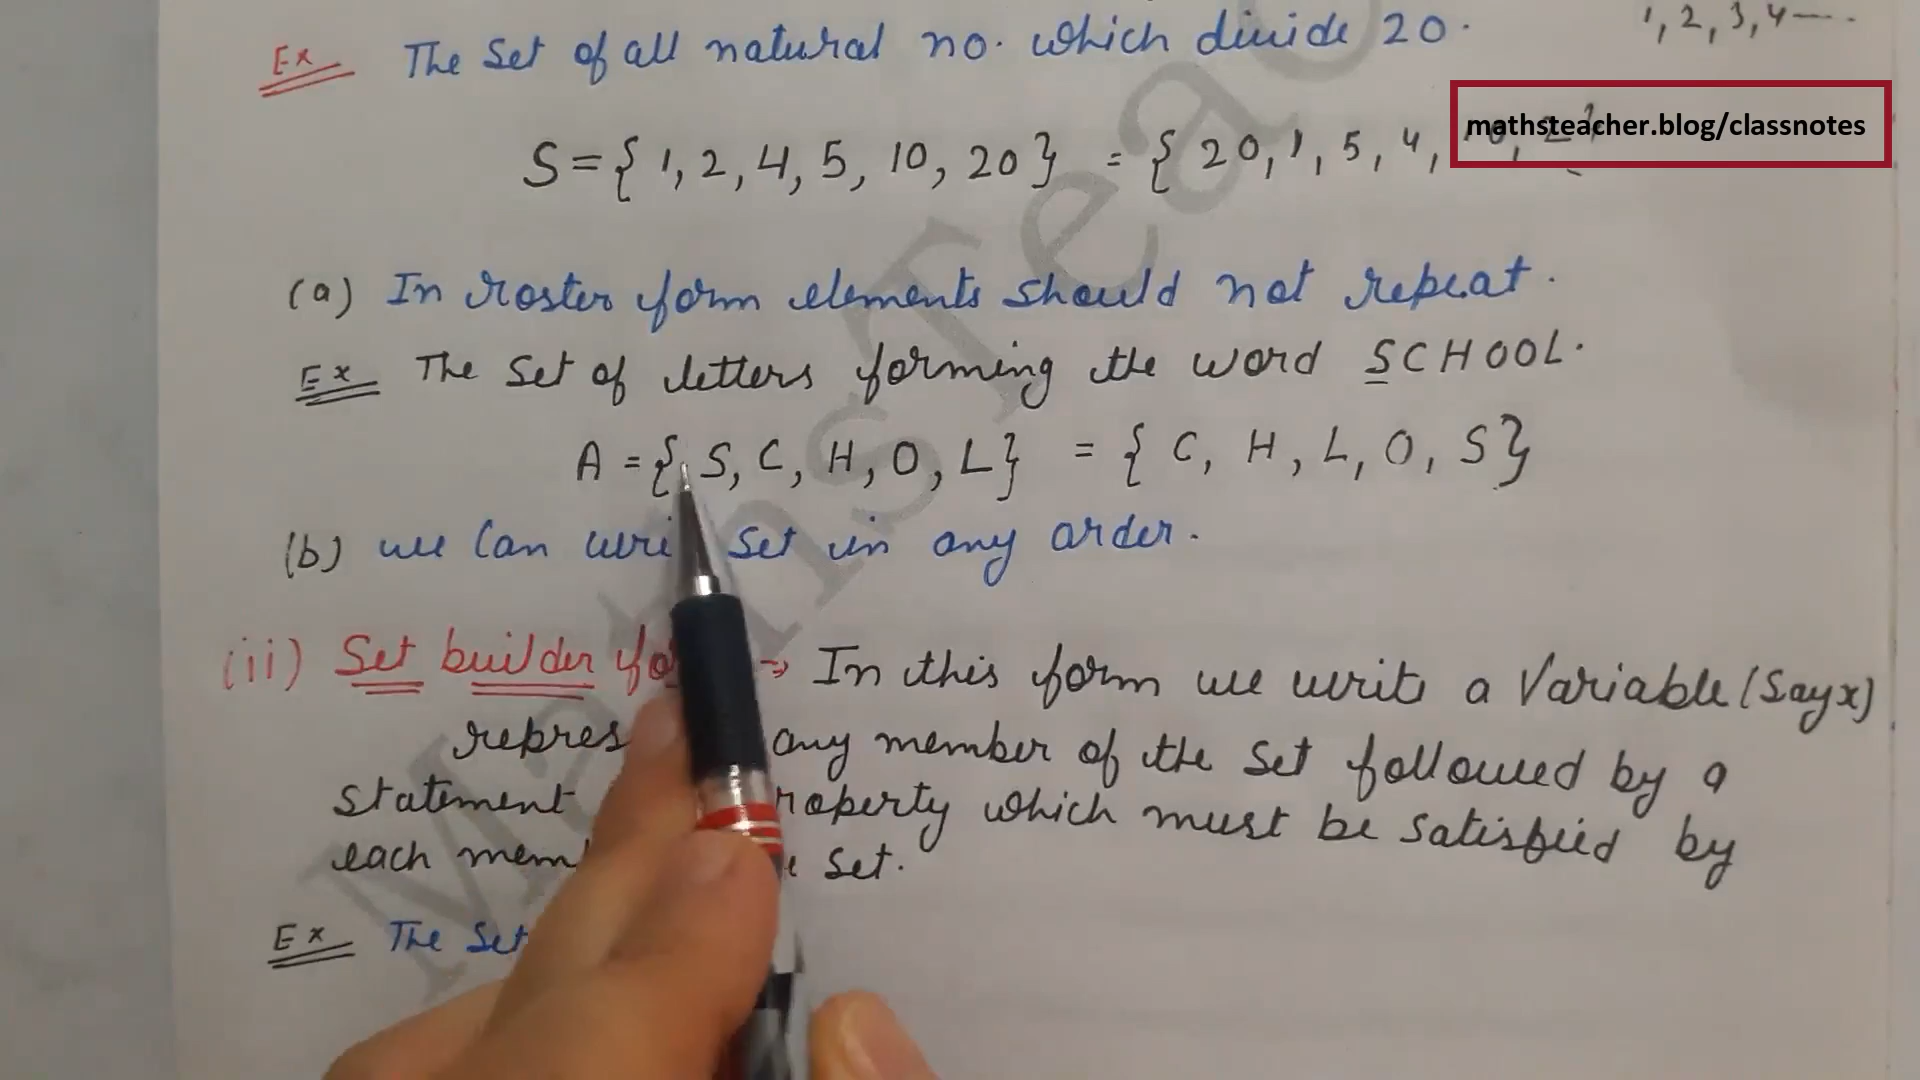 1, 2, 3, 4 — ...
Ex The set of all natural no. which divide 20.
mathsteacher.blog/classnotes
S = { 1, 2, 4, 5, 10, 20 } = { 20, 1, 5, 4,
(a) In roster form elements should not repeat.
Ex The set of letters forming the word SCHOOL.
A = { S, C, H, O, L } = { C, H, L, O, S }
(b) we can wri set in any order.
(ii) Set builder fo → In this form we write a Variable (Say x)
repres any member of the set followed by a
statement roperty which must be satisfied by
each mem set.
Ex The set
Maths Teac